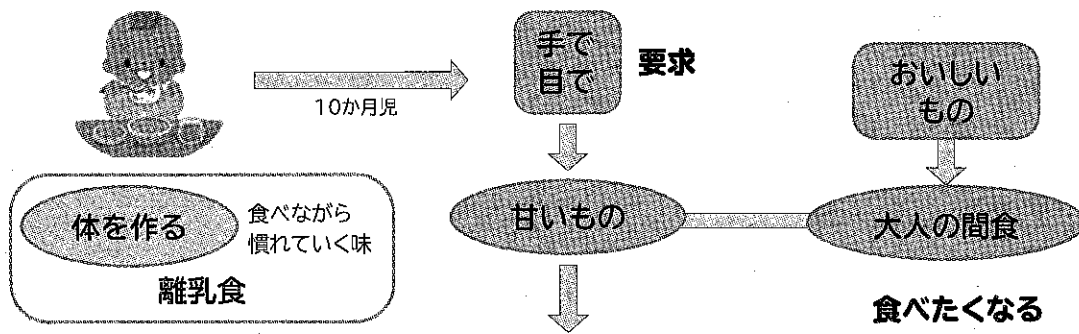 10か月児
手で
目で
要求
おいしい
もの
体を作る
食べながら
慣れていく味
離乳食
甘いもの
大人の間食
食べたくなる